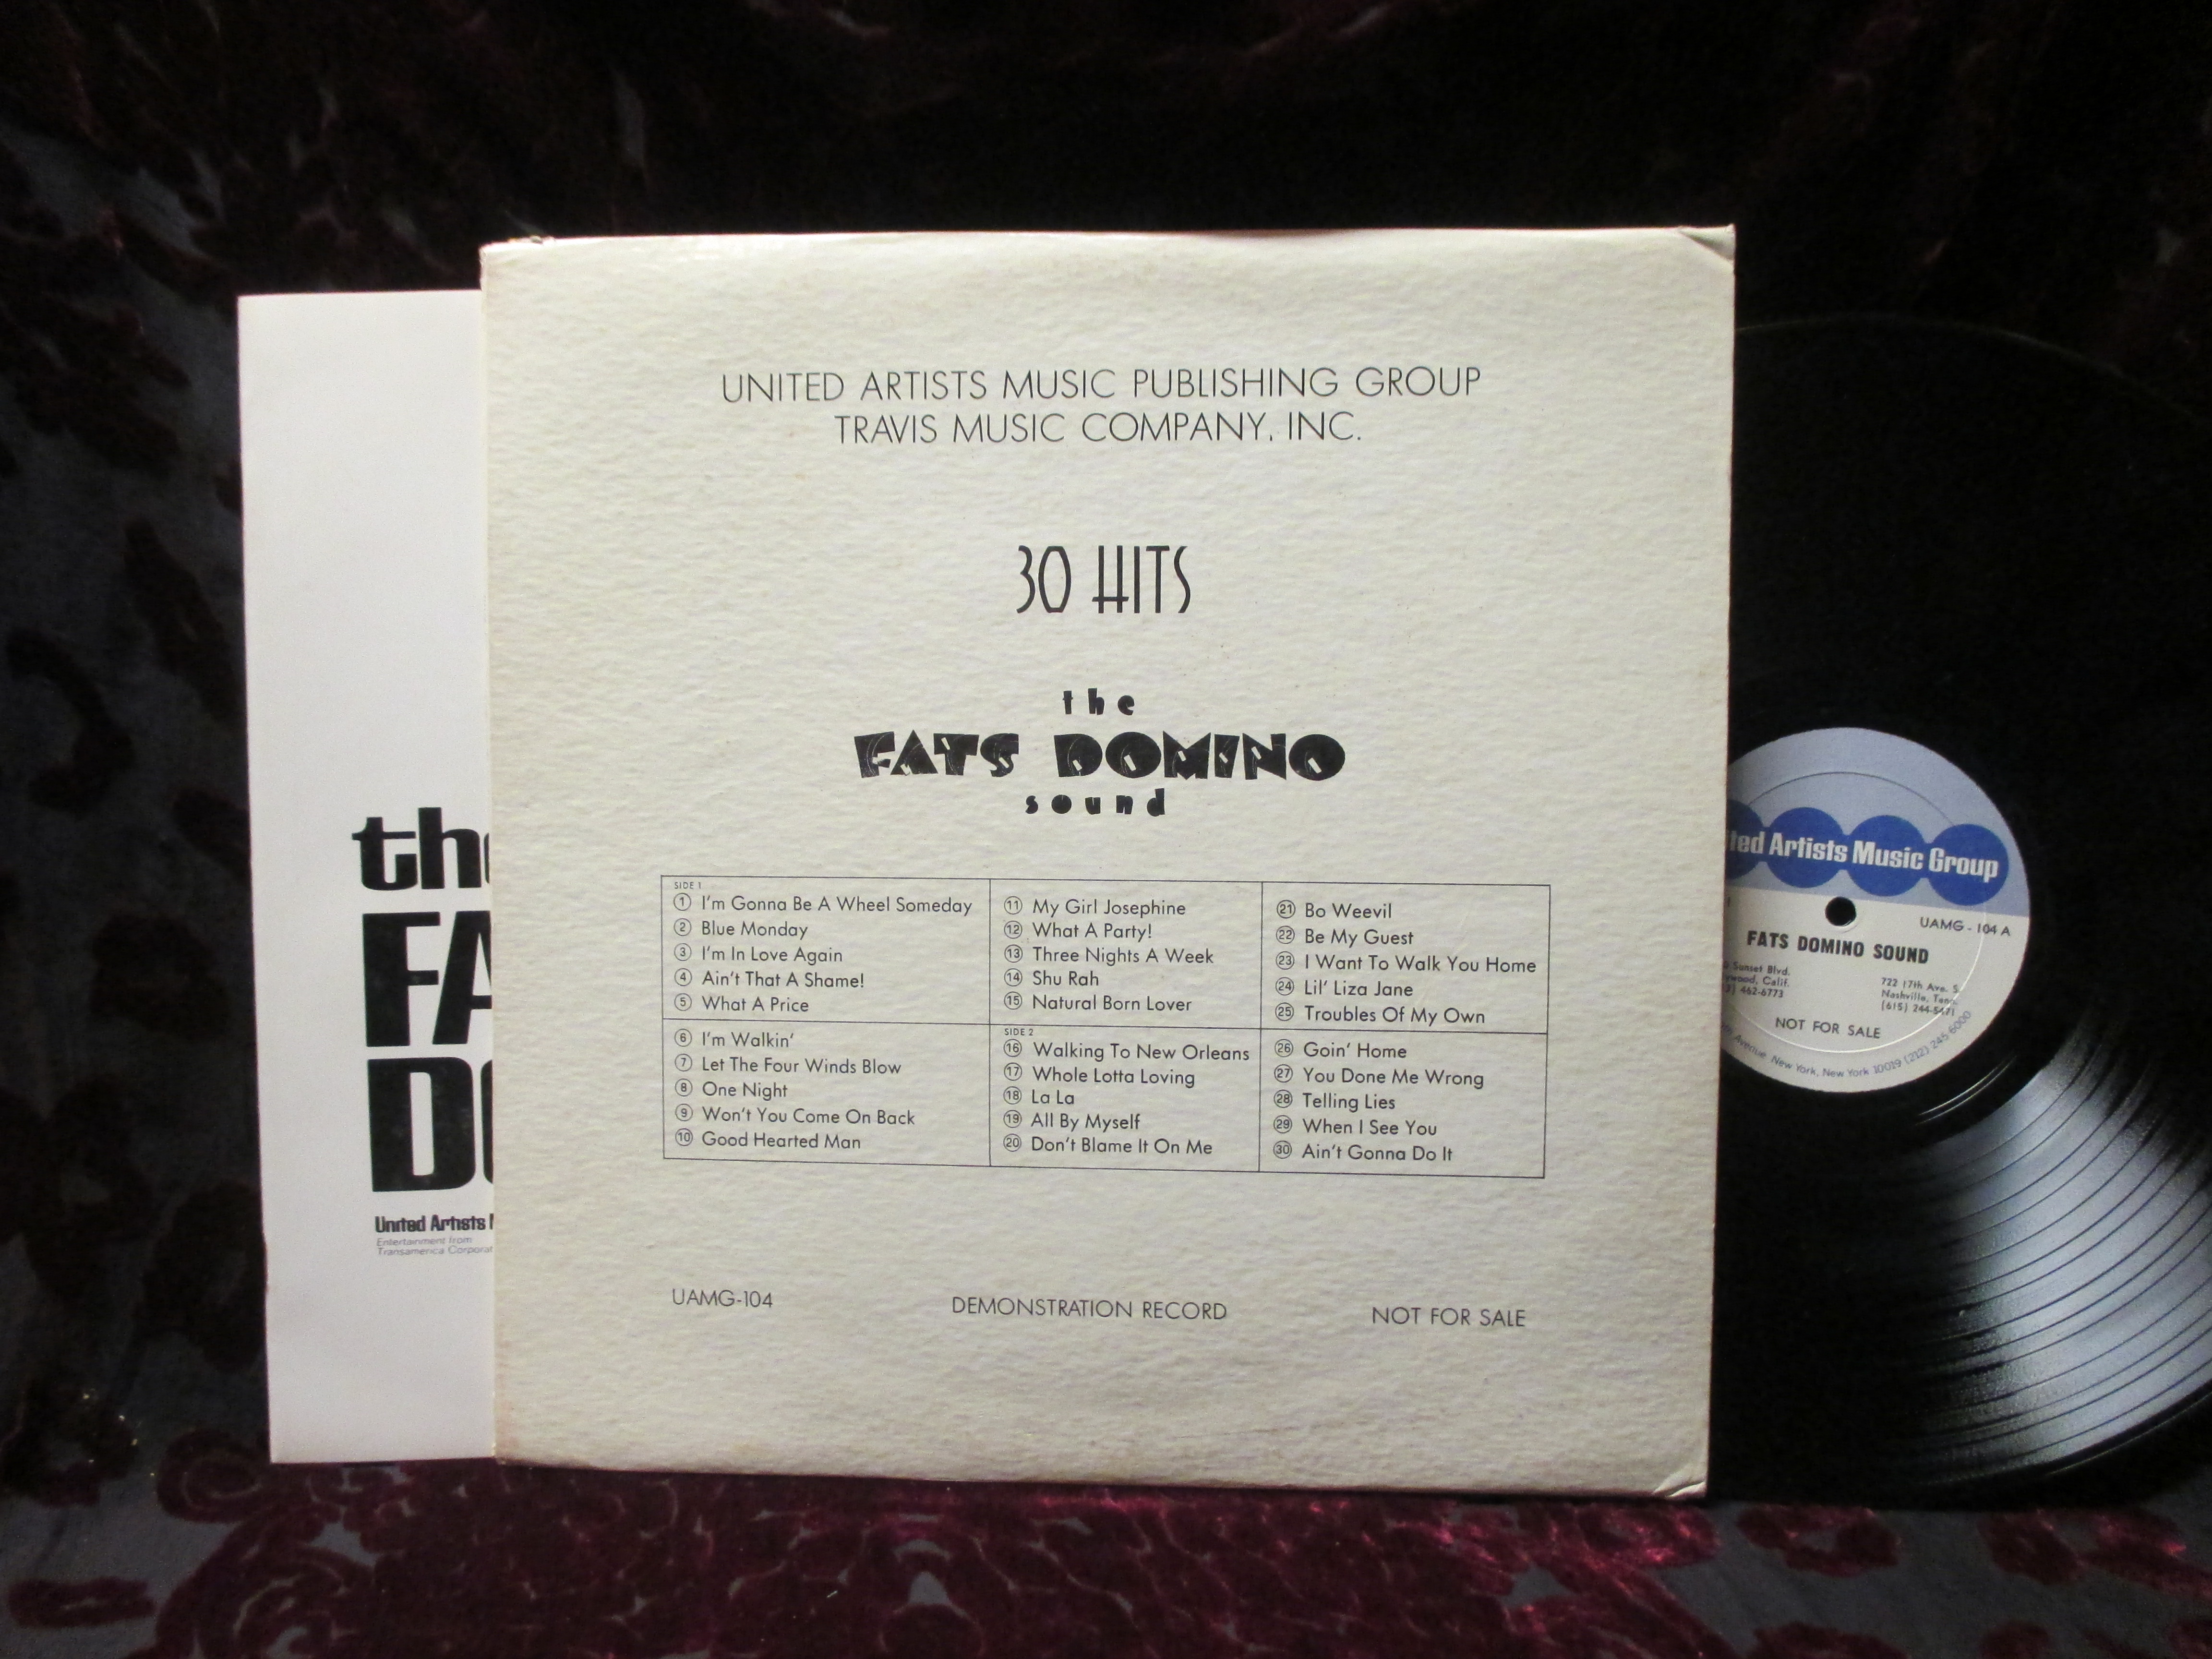 UNITED ARTISTS MUSIC PUBLISHING GROUP
TRAVIS MUSIC COMPANY, INC.
30 HITS
the
FATS DOMINO
sound
SIDE 1
1 I'm Gonna Be A Wheel Someday
2 Blue Monday
3 I'm In Love Again
4 Ain't That A Shame!
5 What A Price
6 I'm Walkin'
7 Let The Four Winds Blow
8 One Night
9 Won't You Come On Back
10 Good Hearted Man
11 My Girl Josephine
12 What A Party!
13 Three Nights A Week
14 Shu Rah
15 Natural Born Lover
SIDE 2
16 Walking To New Orleans
17 Whole Lotta Loving
18 La La
19 All By Myself
20 Don't Blame It On Me
21 Bo Weevil
22 Be My Guest
23 I Want To Walk You Home
24 Lil' Liza Jane
25 Troubles Of My Own
26 Goin' Home
27 You Done Me Wrong
28 Telling Lies
29 When I See You
30 Ain't Gonna Do It
UAMG-104 DEMONSTRATION RECORD NOT FOR SALE
the
FA
DO
United Artists
Entertainment from
Transamerica
Artists Music Group
UAMG - 104 A
FATS DOMINO SOUND
Sunset Blvd.
Calif.
462-6773
722 17th Ave. S.
Nashville, Tenn.
(615) 244-5471
NOT FOR SALE
Avenue New York, New York 10019 (212) 245-6000